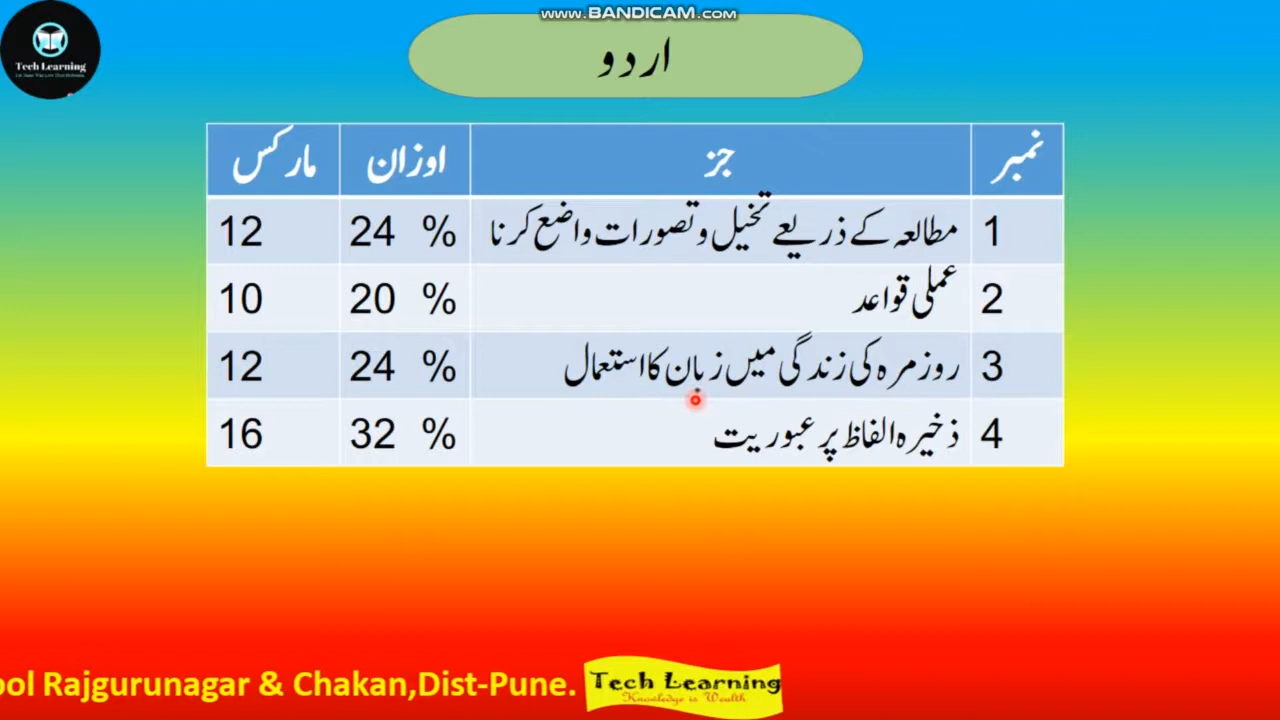 www.BANDICAM.com
Tech Learning
اردو
نمبر جز اوزان مارکس
1 مطالعہ کے ذریعے تخیل و تصورات واضع کرنا 24 % 12
2 عملی قواعد 20 % 10
3 روزمرہ کی زندگی میں زبان کا استعمال 24 % 12
4 ذخیرہ الفاظ پر عبوریت 32 % 16
ool Rajgurunagar & Chakan,Dist-Pune.
Tech Learning
Knowledge is Wealth